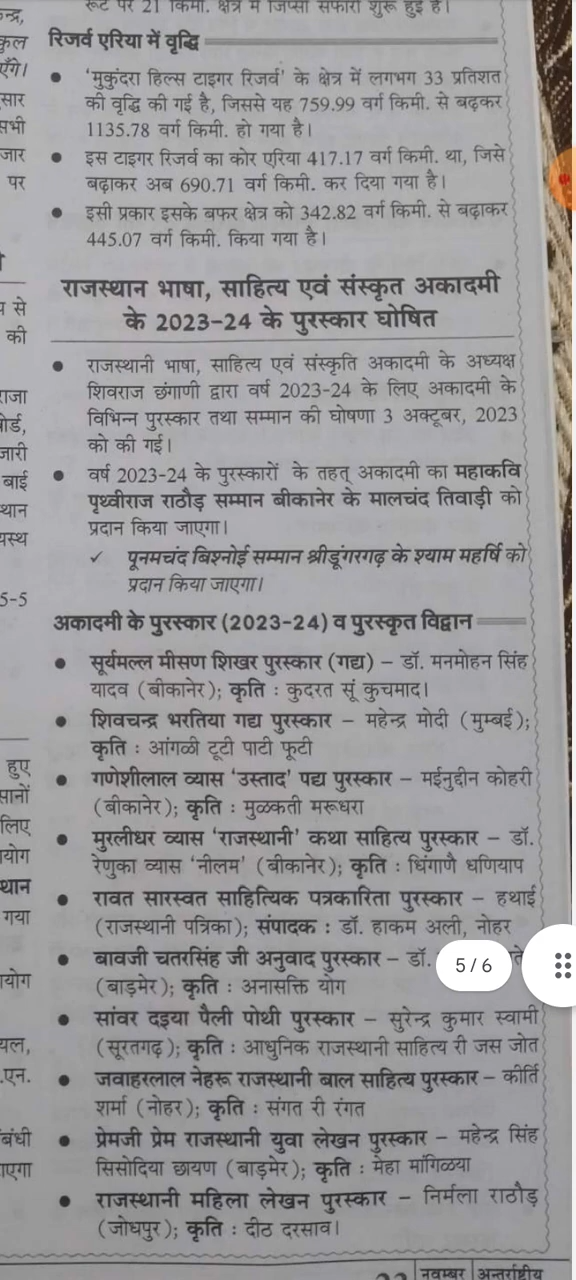 रूट पर 21 किमी. क्षेत्र में जिप्सी सफारी शुरू हुई है।
रिजर्व एरिया में वृद्धि
• 'मुकुंदरा हिल्स टाइगर रिजर्व' के क्षेत्र में लगभग 33 प्रतिशत
की वृद्धि की गई है, जिससे यह 759.99 वर्ग किमी. से बढ़कर
1135.78 वर्ग किमी. हो गया है।
• इस टाइगर रिजर्व का कोर एरिया 417.17 वर्ग किमी. था, जिसे
बढ़ाकर अब 690.71 वर्ग किमी. कर दिया गया है।
• इसी प्रकार इसके बफर क्षेत्र को 342.82 वर्ग किमी. से बढ़ाकर
445.07 वर्ग किमी. किया गया है।
राजस्थान भाषा, साहित्य एवं संस्कृत अकादमी
के 2023-24 के पुरस्कार घोषित
• राजस्थानी भाषा, साहित्य एवं संस्कृति अकादमी के अध्यक्ष
शिवराज छंगाणी द्वारा वर्ष 2023-24 के लिए अकादमी के
विभिन्न पुरस्कार तथा सम्मान की घोषणा 3 अक्टूबर, 2023
को की गई।
• वर्ष 2023-24 के पुरस्कारों के तहत् अकादमी का महाकवि
पृथ्वीराज राठौड़ सम्मान बीकानेर के मालचंद तिवाड़ी को
प्रदान किया जाएगा।
✓ पूनमचंद बिश्नोई सम्मान श्रीडूंगरगढ़ के श्याम महर्षि को
प्रदान किया जाएगा।
अकादमी के पुरस्कार (2023-24) व पुरस्कृत विद्वान
• सूर्यमल्ल मीसण शिखर पुरस्कार (गद्य) – डॉ. मनमोहन सिंह
यादव (बीकानेर); कृति : कुदरत सूं कुचमाद।
• शिवचन्द्र भरतिया गद्य पुरस्कार – महेन्द्र मोदी (मुम्बई);
कृति : आंगळी टूटी पाटी फूटी
• गणेशीलाल व्यास 'उस्ताद' पद्य पुरस्कार – मईनुद्दीन कोहरी
(बीकानेर); कृति : मुळकती मरूधरा
• मुरलीधर व्यास 'राजस्थानी' कथा साहित्य पुरस्कार – डॉ.
रेणुका व्यास 'नीलम' (बीकानेर); कृति : धिंगाणै धणियाप
• रावत सारस्वत साहित्यिक पत्रकारिता पुरस्कार – हथाई
(राजस्थानी पत्रिका); संपादक : डॉ. हाकम अली, नोहर
• बावजी चतरसिंह जी अनुवाद पुरस्कार – डॉ.
(बाड़मेर); कृति : अनासक्ति योग
5 / 6
• सांवर दइया पैली पोथी पुरस्कार – सुरेन्द्र कुमार स्वामी
(सूरतगढ़); कृति : आधुनिक राजस्थानी साहित्य री जस जोत
• जवाहरलाल नेहरू राजस्थानी बाल साहित्य पुरस्कार – कीर्ति
शर्मा (नोहर); कृति : संगत री रंगत
• प्रेमजी प्रेम राजस्थानी युवा लेखन पुरस्कार – महेन्द्र सिंह
सिसोदिया छायण (बाड़मेर); कृति : मेहा मांगिळया
• राजस्थानी महिला लेखन पुरस्कार – निर्मला राठौड़
(जोधपुर); कृति : दीठ दरसाव।
नवम्बर अन्तर्राष्ट्रीय